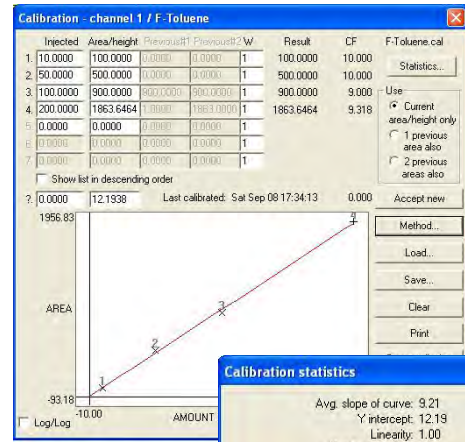 Calibration - channel 1 / F-Toluene
Injected Area/height Previous#1 Previous#2 W Result CF F-Toluene.cal
1. 10.0000 100.0000 0.0000 0.0000 1 100.0000 10.000
Statistics...
2. 50.0000 500.0000 0.0000 0.0000 1 500.0000 10.000
3. 100.0000 900.0000 900.0000 900.0000 1 900.0000 9.000
Use
4. 200.0000 1863.6464 1.0000 1863.0000 1 1863.6464 9.318
Current area/height only
5. 0.0000 0.0000 0.0000 0.0000 1
1 previous area also
6. 0.0000 0.0000 0.0000 0.0000 1
2 previous areas also
7. 0.0000 0.0000 0.0000 0.0000 1
Show list in descending order
?. 0.0000 12.1938 Last calibrated: Sat Sep 08 17:34:13 0.000 Accept new
1956.83
4
Method...
Load...
Save...
AREA
3
Clear
2
Print
1
-93.18
-10.00 AMOUNT
Log/Log
Calibration statistics
Avg. slope of curve: 9.21
Y intercept: 12.19
Linearity: 1.00